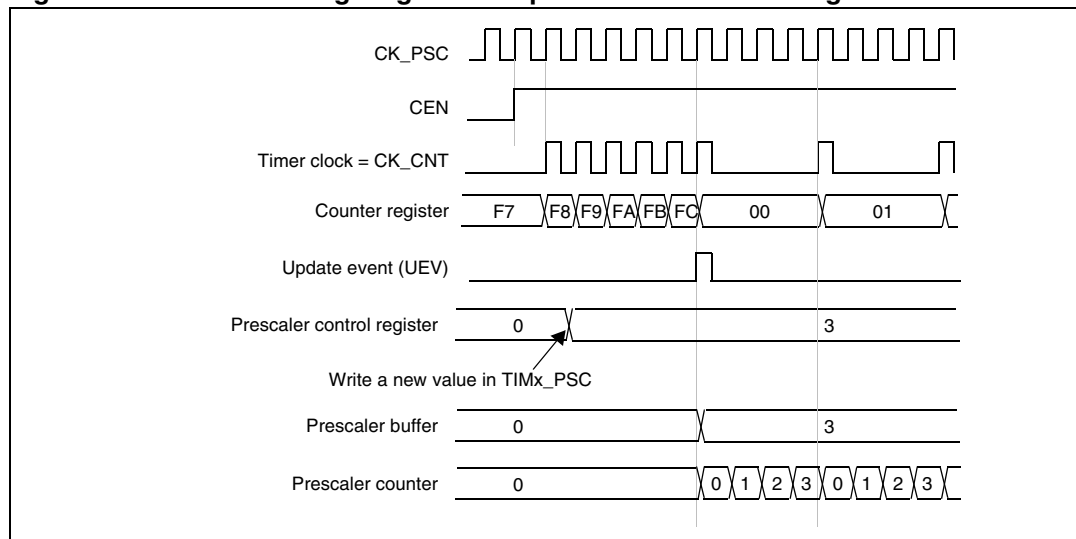 CK_PSC
CEN
Timer clock = CK_CNT
Counter register F7 F8 F9 FA FB FC 00 01
Update event (UEV)
Prescaler control register 0 3
Write a new value in TIMx_PSC
Prescaler buffer 0 3
Prescaler counter 0 0 1 2 3 0 1 2 3